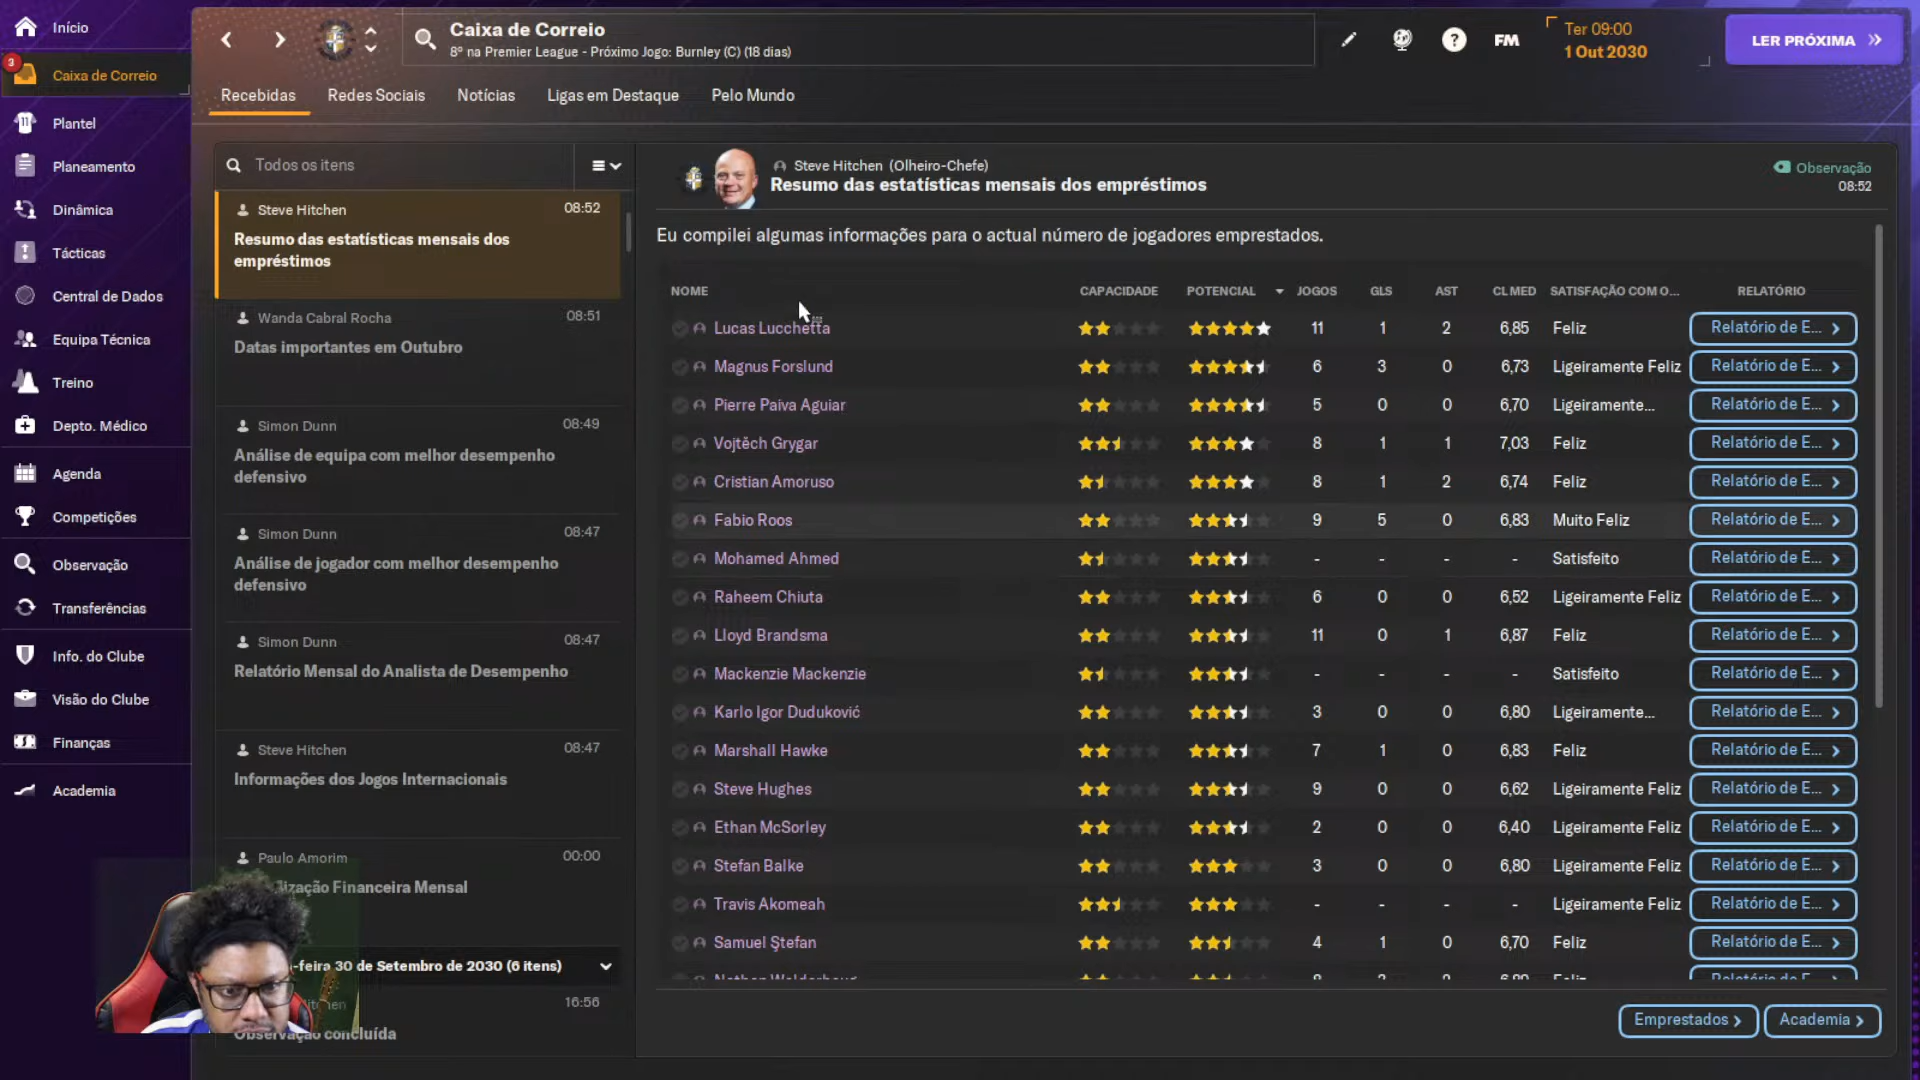 Início
3
Caixa de Correio
Plantel
Planeamento
Dinâmica
Tácticas
Central de Dados
Equipa Técnica
Treino
Depto. Médico
Agenda
Competições
Observação
Transferências
Info. do Clube
Visão do Clube
Finanças
Academia
Caixa de Correio
8º na Premier League - Próximo Jogo: Burnley (C) (18 dias)
?
FM
Ter 09:00
1 Out 2030
LER PRÓXIMA
Recebidas
Redes Sociais
Notícias
Ligas em Destaque
Pelo Mundo
Todos os itens
Steve Hitchen 08:52
Resumo das estatísticas mensais dos
empréstimos
Wanda Cabral Rocha 08:51
Datas importantes em Outubro
Simon Dunn 08:49
Análise de equipa com melhor desempenho
defensivo
Simon Dunn 08:47
Análise de jogador com melhor desempenho
defensivo
Simon Dunn 08:47
Relatório Mensal do Analista de Desempenho
Steve Hitchen 08:47
Informações dos Jogos Internacionais
Paulo Amorim 00:00
Financeira Mensal
-feira 30 de Setembro de 2030 (6 itens)
16:56
Observação concluída
Steve Hitchen (Olheiro-Chefe)
Resumo das estatísticas mensais dos empréstimos
Observação
08:52
Eu compilei algumas informações para o actual número de jogadores emprestados.
NOME CAPACIDADE POTENCIAL JOGOS GLS AST CL MED SATISFAÇÃO COM O... RELATÓRIO
Lucas Lucchetta 11 1 2 6,85 Feliz Relatório de E...
Magnus Forslund 6 3 0 6,73 Ligeiramente Feliz Relatório de E...
Pierre Paiva Aguiar 5 0 0 6,70 Ligeiramente... Relatório de E...
Vojtěch Grygar 8 1 1 7,03 Feliz Relatório de E...
Cristian Amoruso 8 1 2 6,74 Feliz Relatório de E...
Fabio Roos 9 5 0 6,83 Muito Feliz Relatório de E...
Mohamed Ahmed - - - - Satisfeito Relatório de E...
Raheem Chiuta 6 0 0 6,52 Ligeiramente Feliz Relatório de E...
Lloyd Brandsma 11 0 1 6,87 Feliz Relatório de E...
Mackenzie Mackenzie - - - - Satisfeito Relatório de E...
Karlo Igor Duduković 3 0 0 6,80 Ligeiramente... Relatório de E...
Marshall Hawke 7 1 0 6,83 Feliz Relatório de E...
Steve Hughes 9 0 0 6,62 Ligeiramente Feliz Relatório de E...
Ethan McSorley 2 0 0 6,40 Ligeiramente Feliz Relatório de E...
Stefan Balke 3 0 0 6,80 Ligeiramente Feliz Relatório de E...
Travis Akomeah - - - - Ligeiramente Feliz Relatório de E...
Samuel Ştefan 4 1 0 6,70 Feliz Relatório de E...
Emprestados
Academia